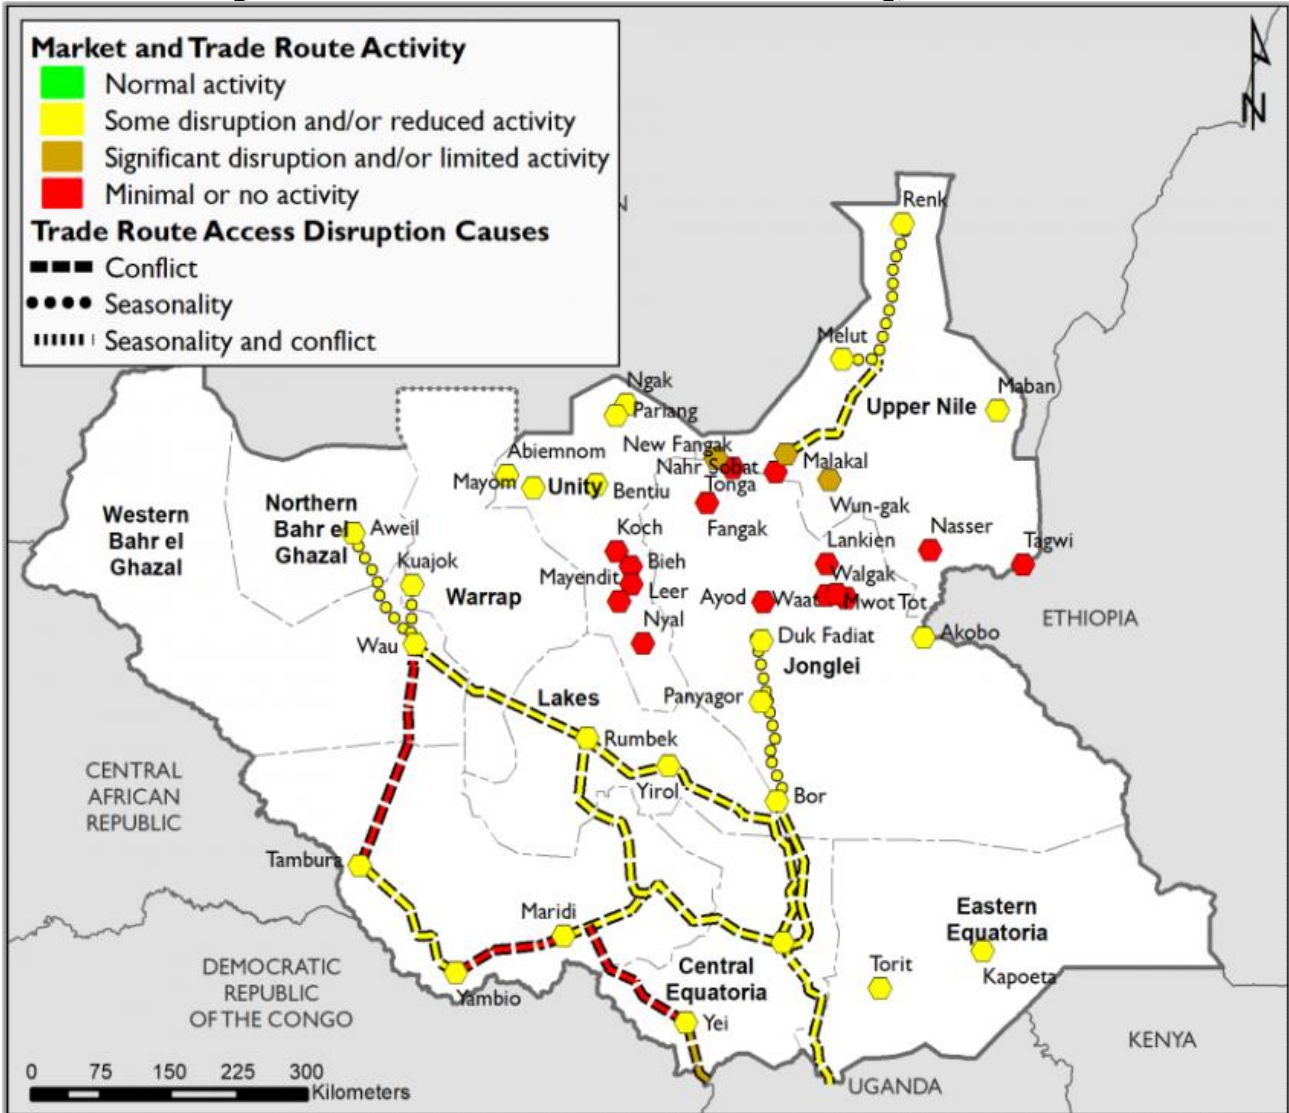 Market and Trade Route Activity
Normal activity
Some disruption and/or reduced activity
Significant disruption and/or limited activity
Minimal or no activity
Trade Route Access Disruption Causes
Conflict
Seasonality
Seasonality and conflict
N
N
Renk
Melut
Maban
Upper Nile
Ngak
Pariang
New Fangak
Abiemnom
Nahr Sobat
Malakal
Mayom
Unity
Bentiu
Tonga
Wun-gak
Fangak
Western
Bahr el
Ghazal
Northern
Bahr el
Ghazal
Aweil
Koch
Lankien
Nasser
Tagwi
Kuajok
Bieh
Mayendit
Walgak
Warrap
Leer
Ayod
Waat
Mwot Tot
Nyal
ETHIOPIA
Wau
Duk Fadiat
Akobo
Jonglei
Lakes
Panyagor
Rumbek
CENTRAL
AFRICAN
REPUBLIC
Yirol
Bor
Tambura
Maridi
Eastern
Equatoria
DEMOCRATIC
REPUBLIC
OF THE CONGO
Yambio
Central
Equatoria
Torit
Kapoeta
Yei
KENYA
UGANDA
0 75 150 225 300
Kilometers